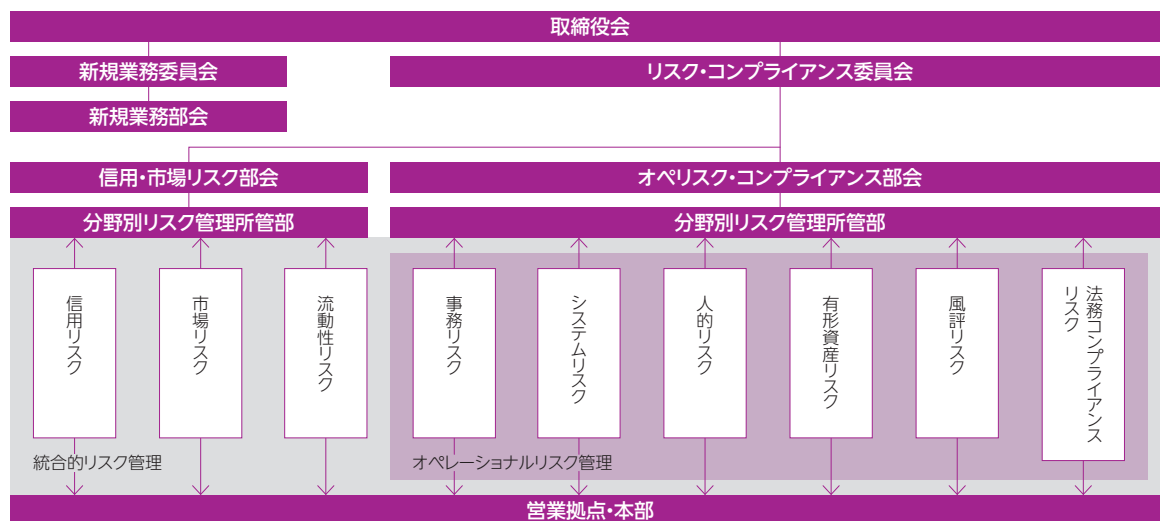 取締役会
新規業務委員会
リスク・コンプライアンス委員会
新規業務部会
信用・市場リスク部会
オペリスク・コンプライアンス部会
分野別リスク管理所管部
分野別リスク管理所管部
信用リスク
市場リスク
流動性リスク
事務リスク
システムリスク
人的リスク
有形資産リスク
風評リスク
法務コンプライアンス
リスク
統合的リスク管理
オペレーショナルリスク管理
営業拠点・本部